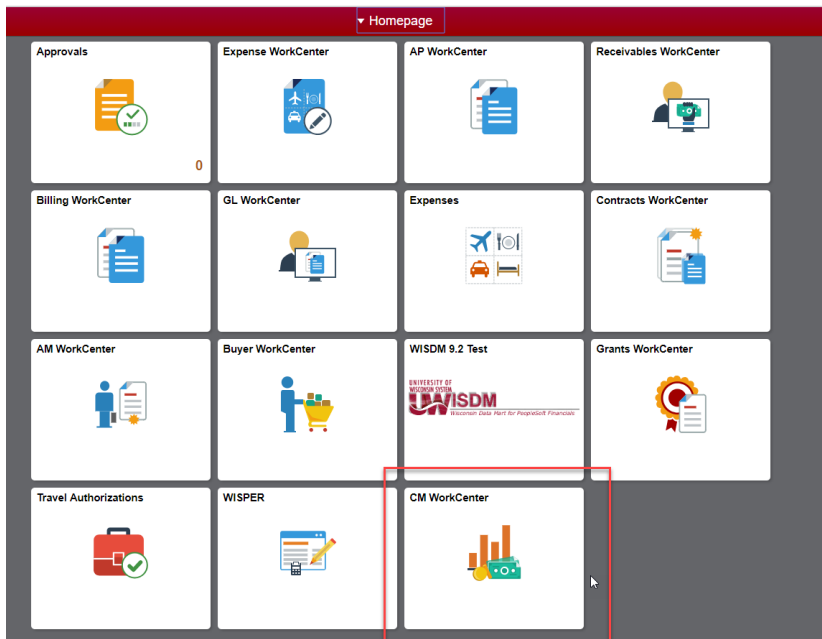 Homepage
Approvals
Expense WorkCenter
AP WorkCenter
Receivables WorkCenter
0
Billing WorkCenter
GL WorkCenter
Expenses
Contracts WorkCenter
AM WorkCenter
Buyer WorkCenter
WISDM 9.2 Test
Grants WorkCenter
UNIVERSITY OF
WISCONSIN SYSTEM
UWISDM
Wisconsin Data Mart for PeopleSoft Financials
Travel Authorizations
WISPER
CM WorkCenter